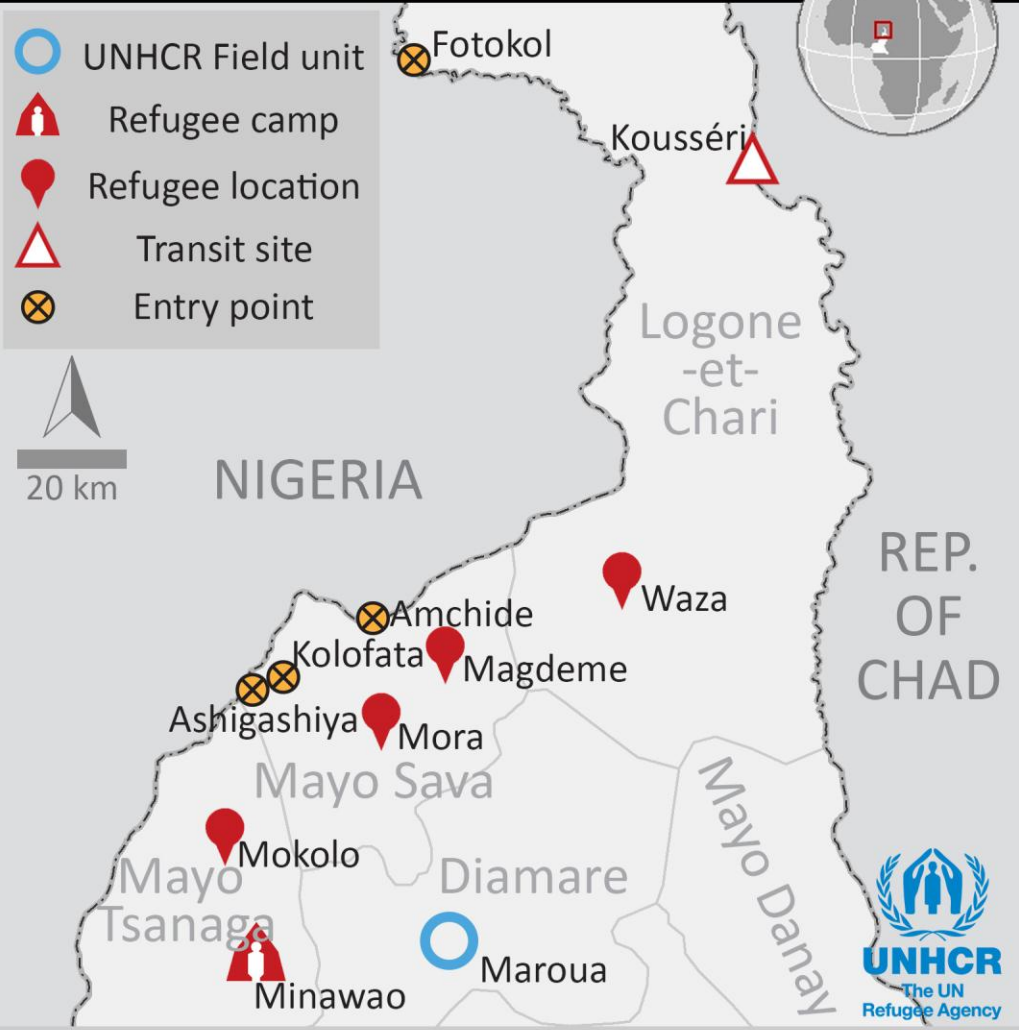 UNHCR Field unit
Refugee camp
Refugee location
Transit site
Entry point
20 km
Fotokol
Kousséri
Logone
-et-
Chari
NIGERIA
REP.
OF
CHAD
Waza
Amchide
Kolofata
Magdeme
Ashigashiya
Mora
Mayo Sava
Mokolo
Mayo
Tsanaga
Diamare
Mayo Danay
Maroua
Minawao
UNHCR
The UN
Refugee Agency